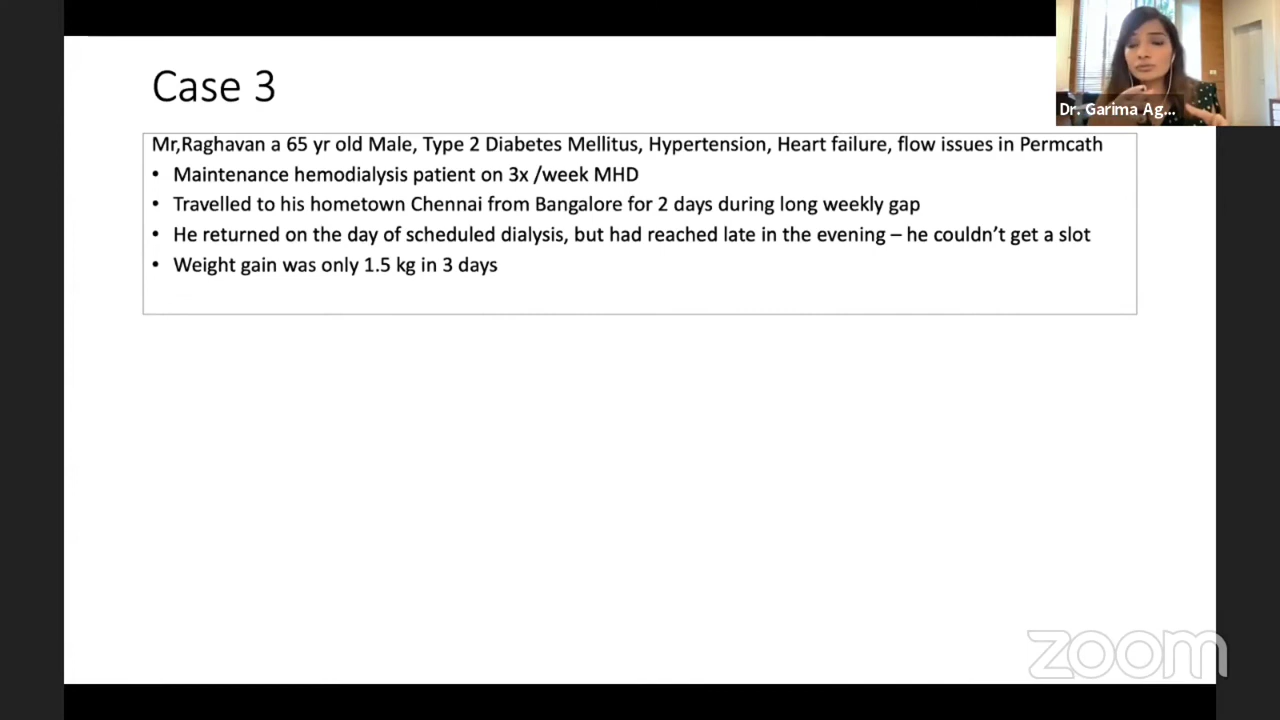 Case 3
Dr. Garima Ag...
Mr,Raghavan a 65 yr old Male, Type 2 Diabetes Mellitus, Hypertension, Heart failure, flow issues in Permcath
• Maintenance hemodialysis patient on 3x /week MHD
• Travelled to his hometown Chennai from Bangalore for 2 days during long weekly gap
• He returned on the day of scheduled dialysis, but had reached late in the evening – he couldn't get a slot
• Weight gain was only 1.5 kg in 3 days
zoom